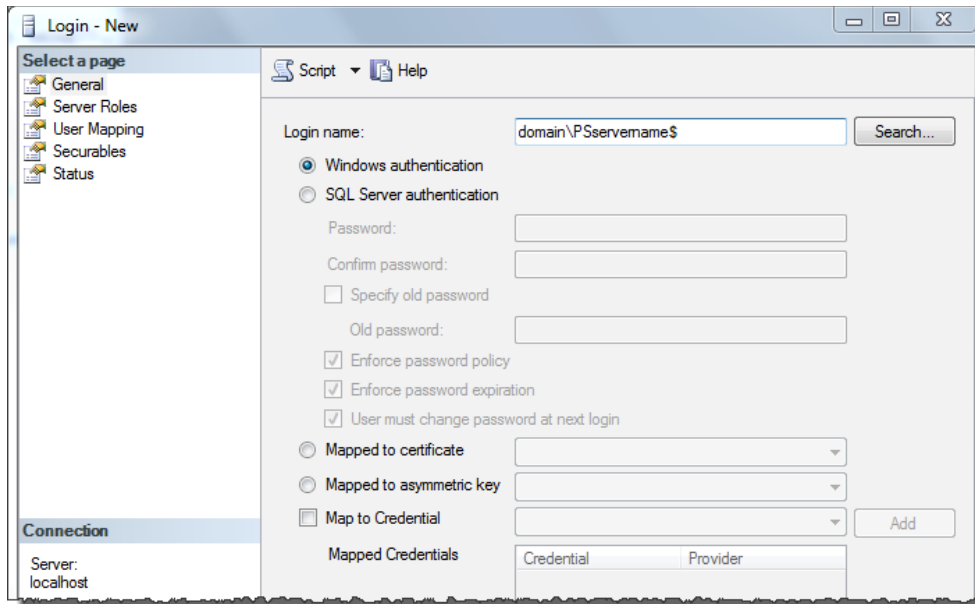 Login - New
Select a page
General
Server Roles
User Mapping
Securables
Status
Connection
Server:
localhost
Script Help
Login name: domain\PSservername$ Search...
Windows authentication
SQL Server authentication
Password:
Confirm password:
Specify old password
Old password:
Enforce password policy
Enforce password expiration
User must change password at next login
Mapped to certificate
Mapped to asymmetric key
Map to Credential Add
Mapped Credentials Credential Provider